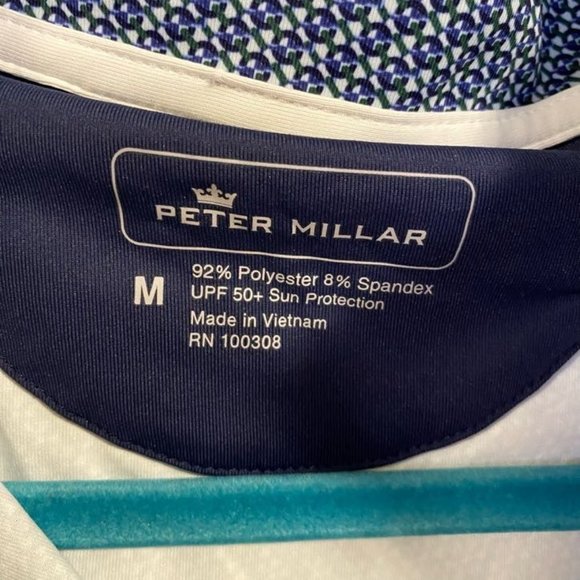 PETER MILLAR
M
92% Polyester 8% Spandex
UPF 50+ Sun Protection
Made in Vietnam
RN 100308